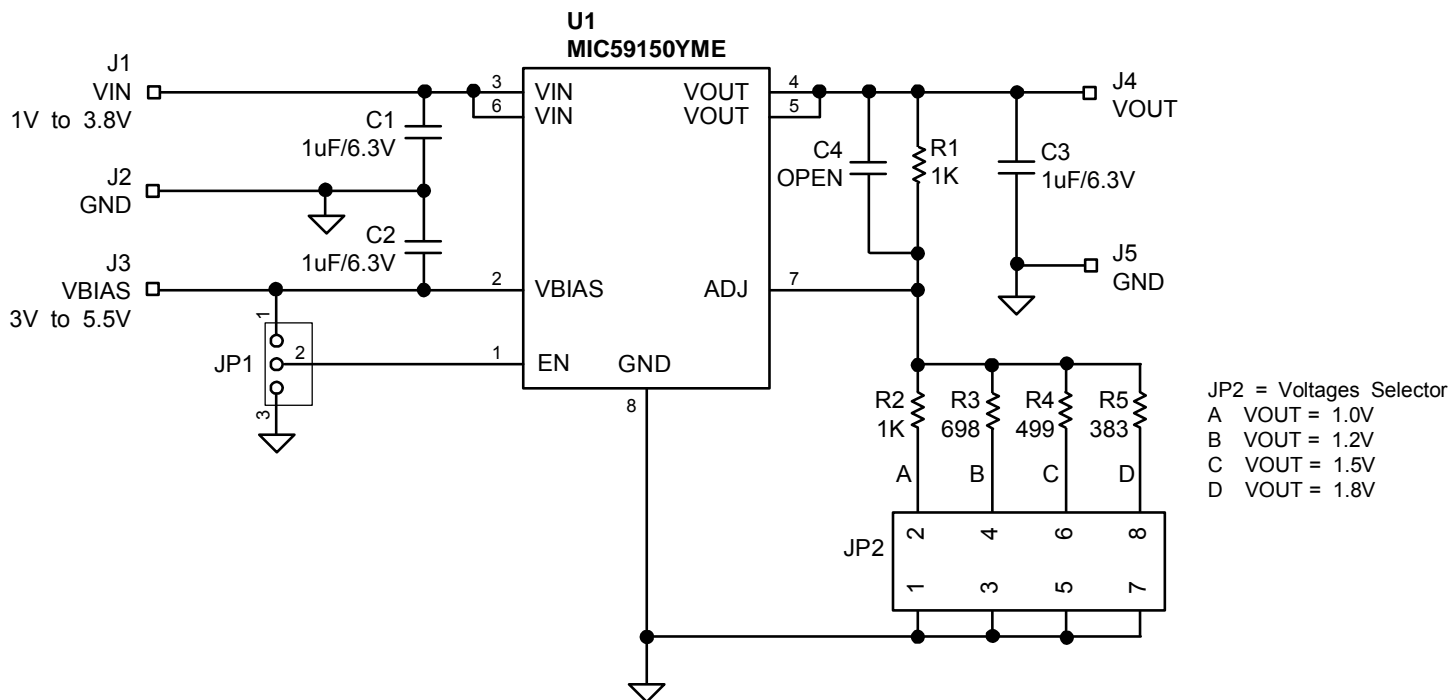 U1
MIC59150YME
J1
VIN
1V to 3.8V
3
6
VIN
VIN
VOUT
VOUT
4
5
J4
VOUT
C1
1uF/6.3V
C4
OPEN
R1
1K
C3
1uF/6.3V
J2
GND
C2
1uF/6.3V
J3
VBIAS
3V to 5.5V
2
VBIAS
ADJ
7
J5
GND
1
JP1
2
3
1
EN
GND
8
R2
1K
R3
698
R4
499
R5
383
A
B
C
D
JP2 = Voltages Selector
A VOUT = 1.0V
B VOUT = 1.2V
C VOUT = 1.5V
D VOUT = 1.8V
JP2
2
4
6
8
1
3
5
7